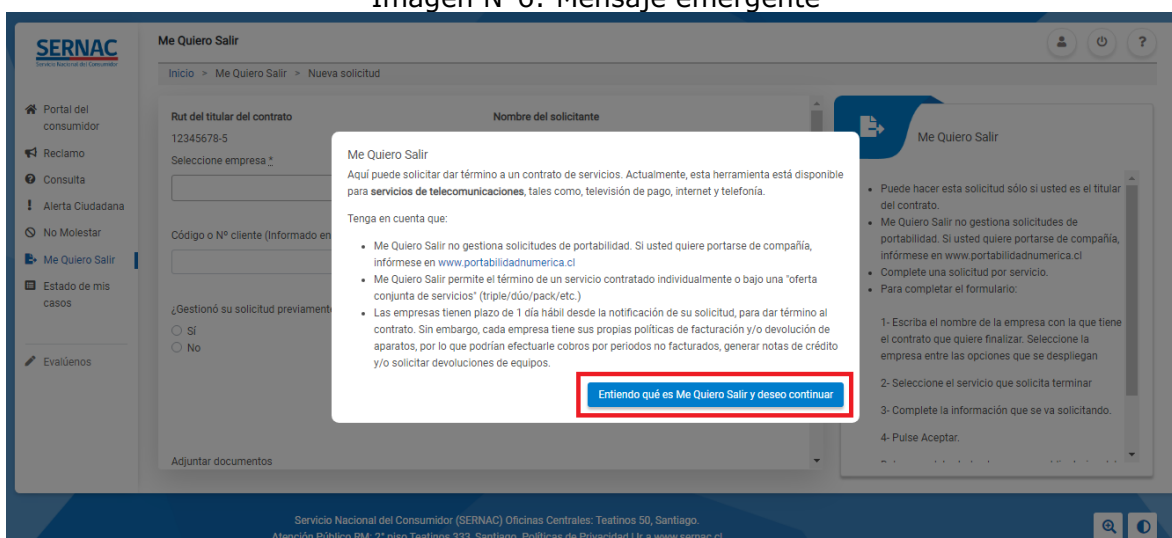 Imagen N°6: Mensaje emergente
SERNAC
Servicio Nacional del Consumidor
Me Quiero Salir
?
Inicio > Me Quiero Salir > Nueva solicitud
Portal del
consumidor
Reclamo
Consulta
Alerta Ciudadana
No Molestar
Me Quiero Salir
Estado de mis
casos
Evalúenos
Rut del titular del contrato
Nombre del solicitante
12345678-5
Seleccione empresa *
Código o Nº cliente (Informado en
¿Gestionó su solicitud previament
Sí
No
Adjuntar documentos
Me Quiero Salir
Aquí puede solicitar dar término a un contrato de servicios. Actualmente, esta herramienta está disponible
para servicios de telecomunicaciones, tales como, televisión de pago, internet y telefonía.
Tenga en cuenta que:
• Me Quiero Salir no gestiona solicitudes de portabilidad. Si usted quiere portarse de compañía,
infórmese en www.portabilidadnumerica.cl
• Me Quiero Salir permite el término de un servicio contratado individualmente o bajo una "oferta
conjunta de servicios" (triple/dúo/pack/etc.)
• Las empresas tienen plazo de 1 día hábil desde la notificación de su solicitud, para dar término al
contrato. Sin embargo, cada empresa tiene sus propias políticas de facturación y/o devolución de
aparatos, por lo que podrían efectuarle cobros por periodos no facturados, generar notas de crédito
y/o solicitar devoluciones de equipos.
Entiendo qué es Me Quiero Salir y deseo continuar
Me Quiero Salir
• Puede hacer esta solicitud sólo si usted es el titular
del contrato.
• Me Quiero Salir no gestiona solicitudes de
portabilidad. Si usted quiere portarse de compañía,
infórmese en www.portabilidadnumerica.cl
• Complete una solicitud por servicio.
• Para completar el formulario:
1- Escriba el nombre de la empresa con la que tiene
el contrato que quiere finalizar. Seleccione la
empresa entre las opciones que se despliegan
2- Seleccione el servicio que solicita terminar
3- Complete la información que se va solicitando.
4- Pulse Aceptar.
Servicio Nacional del Consumidor (SERNAC) Oficinas Centrales: Teatinos 50, Santiago.
Atención Público RM: 2° piso Teatinos 333, Santiago. Políticas de Privacidad Ir a www.sernac.cl